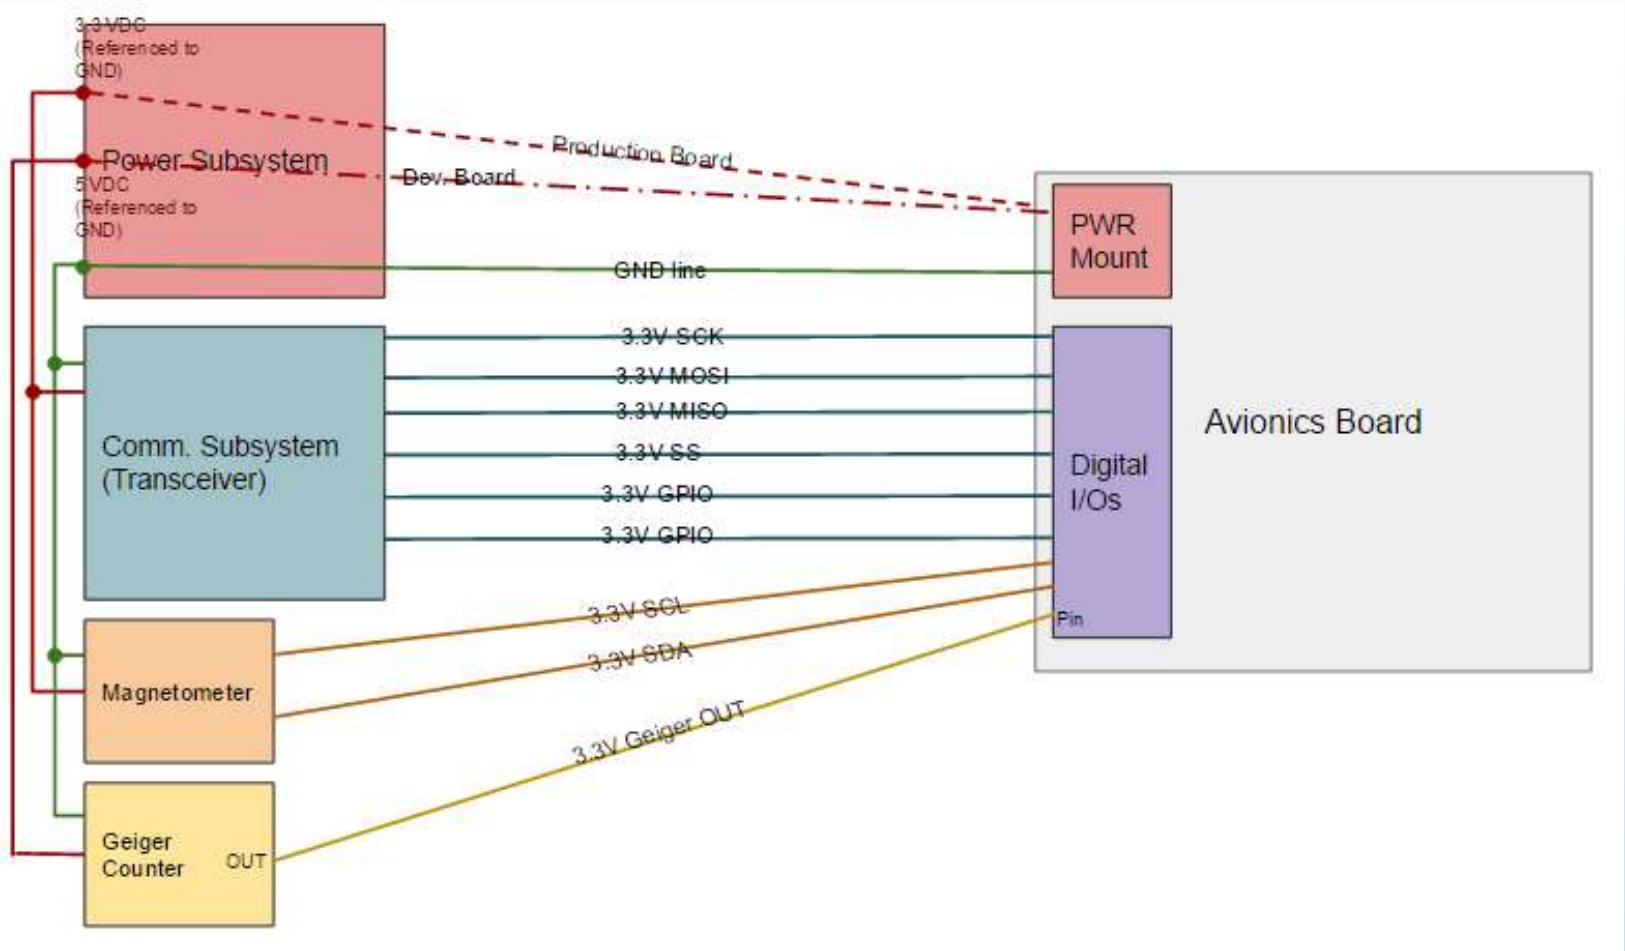 3.3 VDC
(Referenced to
GND)
Power Subsystem
5 VDC
(Referenced to
GND)
Production Board
Dev. Board
GND line
PWR
Mount
3.3V SCK
3.3V MOSI
3.3V MISO
3.3V SS
3.3V GPIO
3.3V GPIO
Comm. Subsystem
(Transceiver)
Digital
I/Os
Avionics Board
3.3V SCL
3.3V SDA
Pin
Magnetometer
3.3V Geiger OUT
Geiger
Counter
OUT